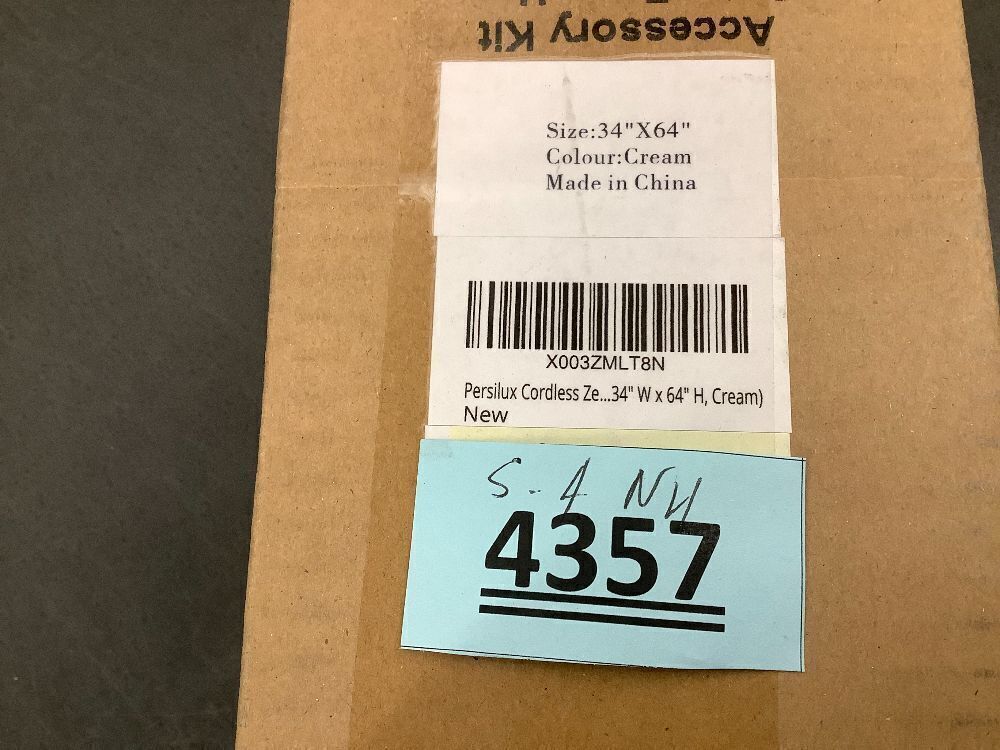 Accessory Kit
Size:34"X64"
Colour:Cream
Made in China
X003ZMLT8N
Persilux Cordless Ze...34" W x 64" H, Cream)
New
S-4 NH
4357